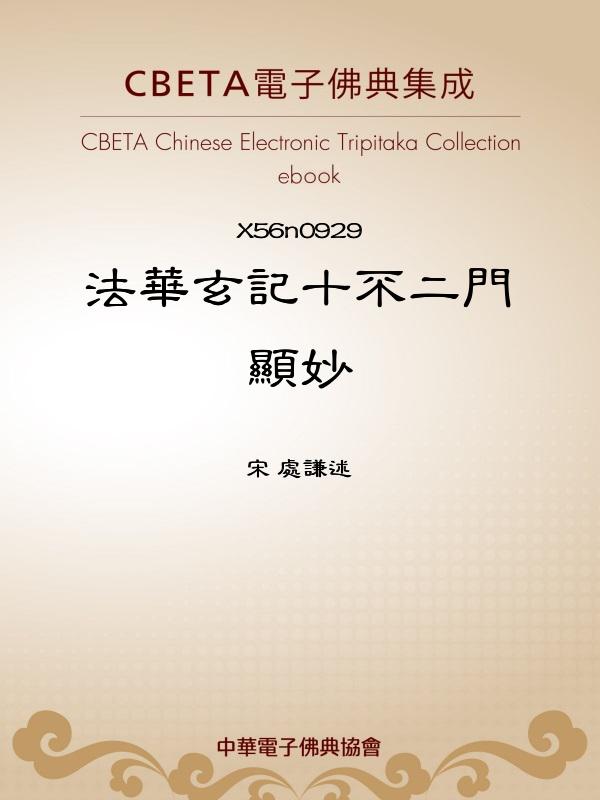 CBETA電子佛典集成
CBETA Chinese Electronic Tripitaka Collection
ebook
X56n0929
法華玄記十不二門
顯妙
宋 處謙述
中華電子佛典協會